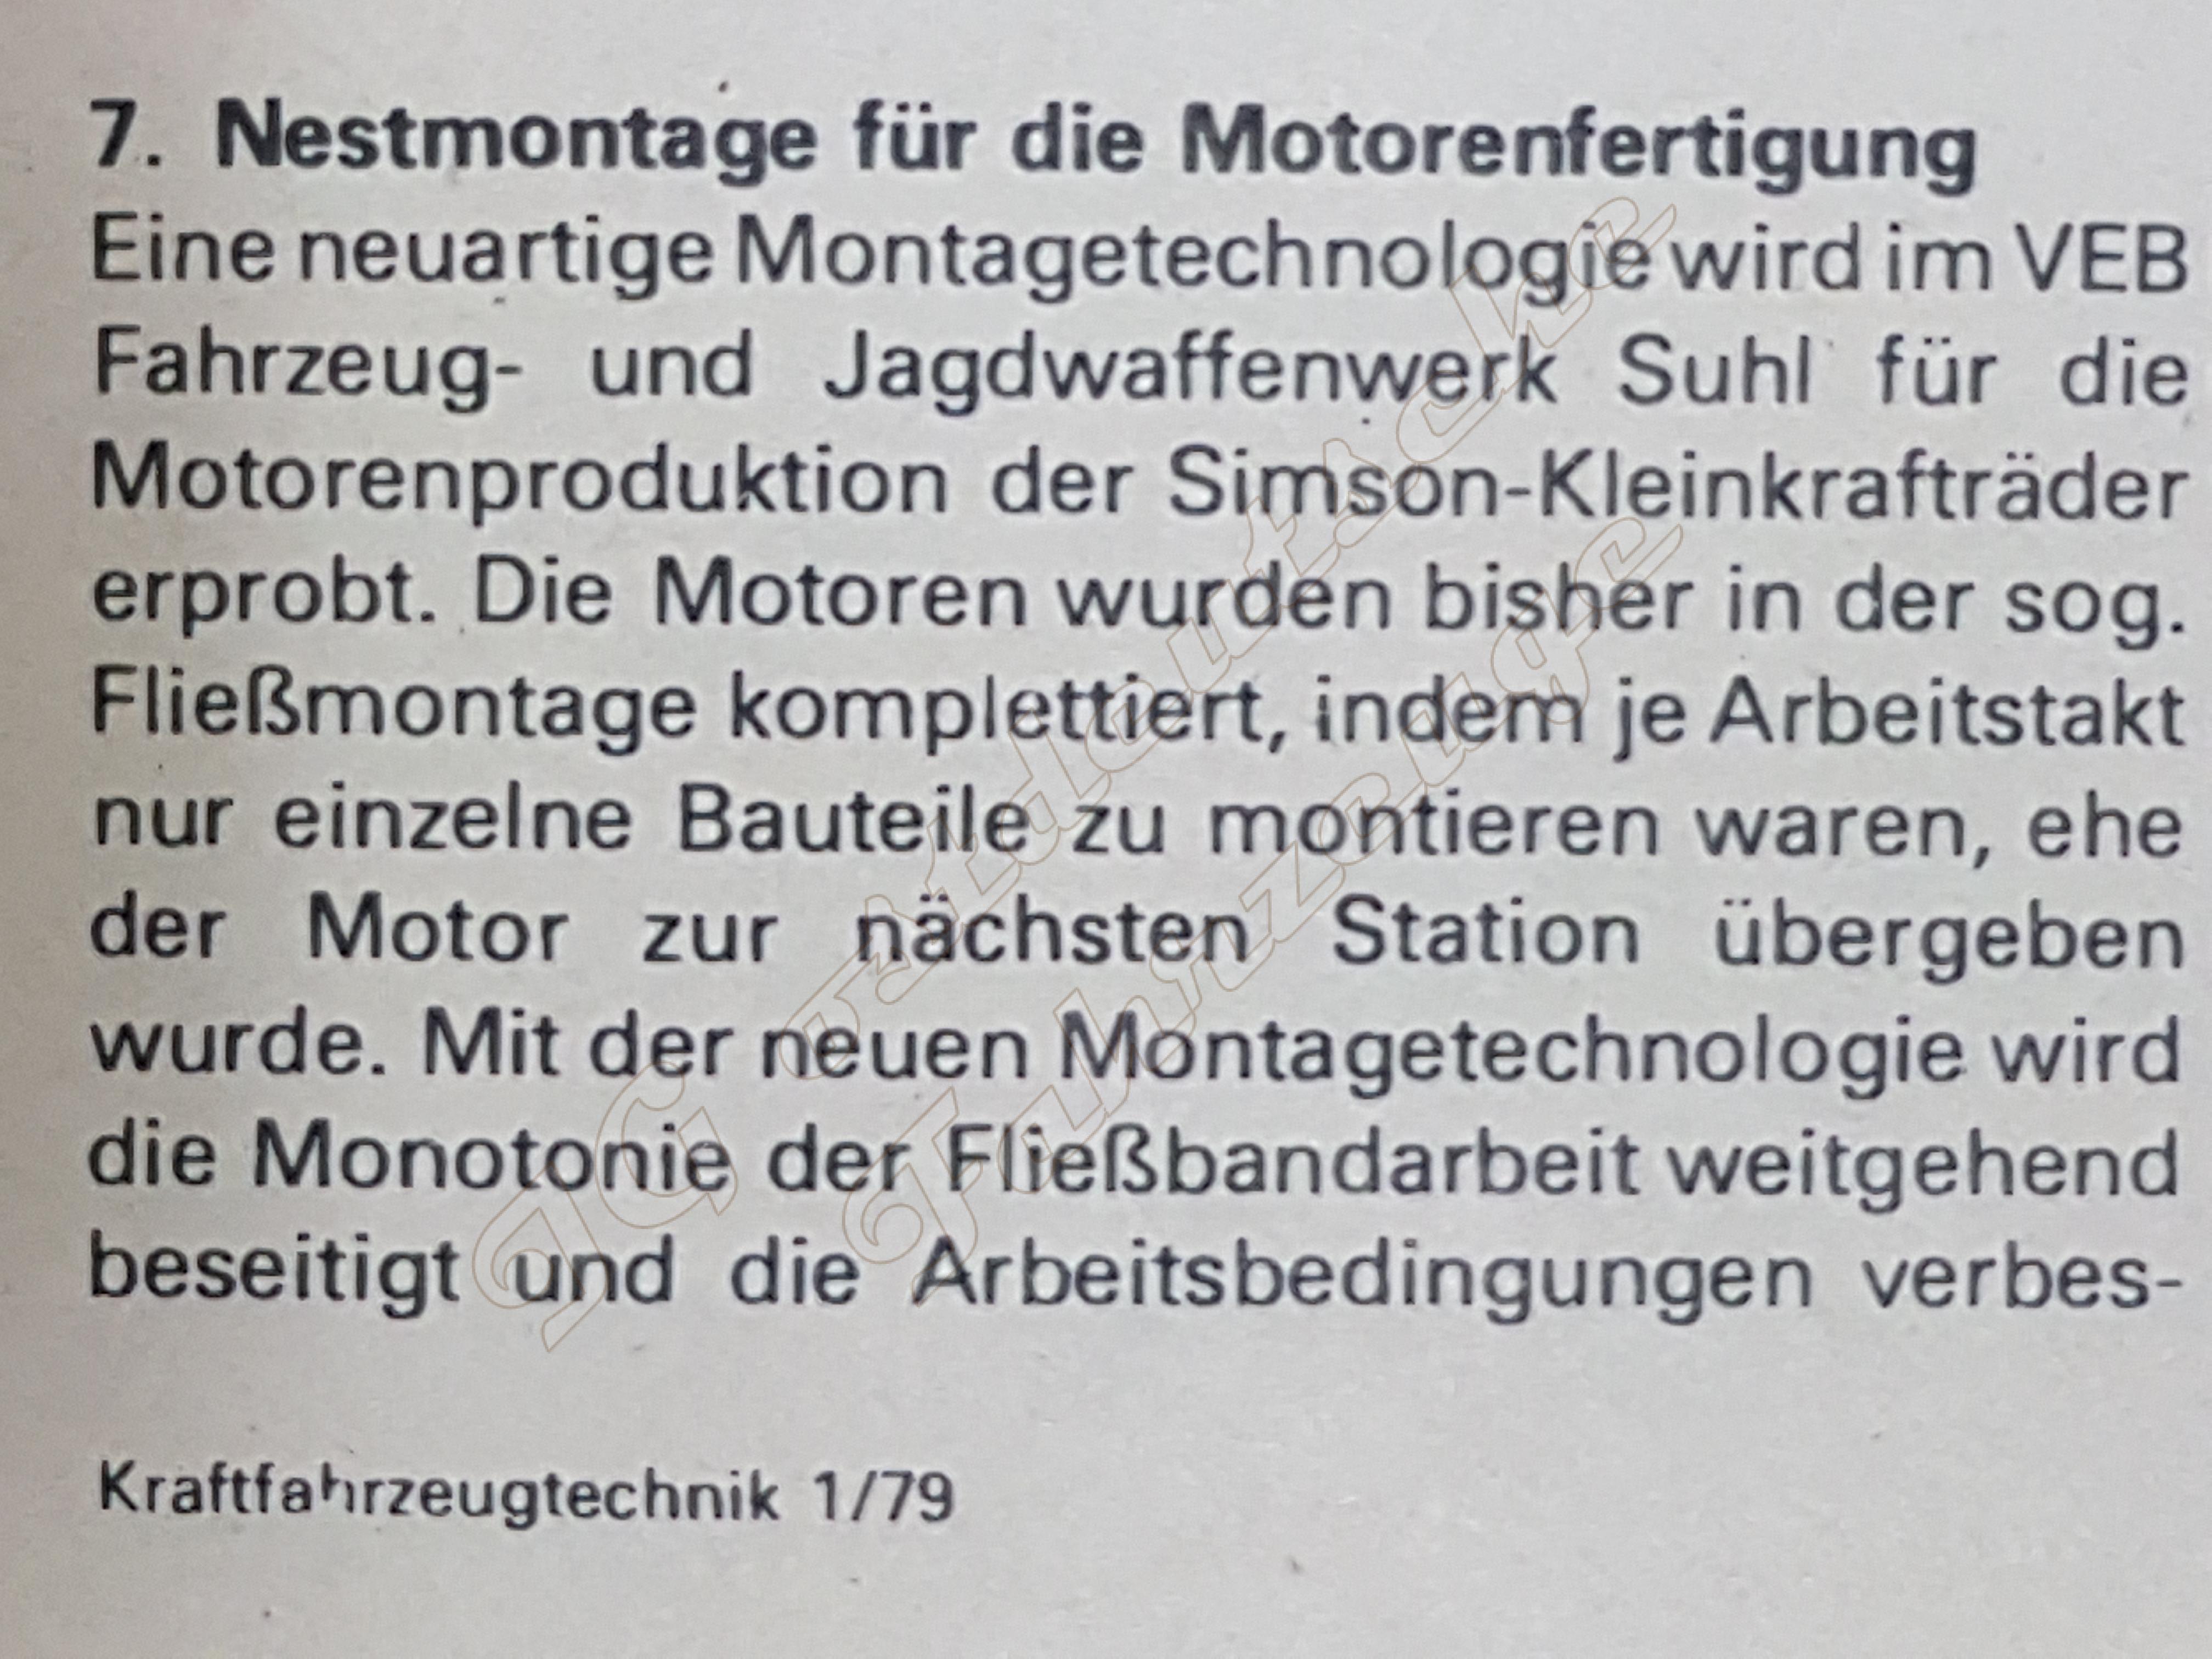 7. Nestmontage für die Motorenfertigung
Eine neuartige Montagetechnologie wird im VEB
Fahrzeug- und Jagdwaffenwerk Suhl für die
Motorenproduktion der Simson-Kleinkrafträder
erprobt. Die Motoren wurden bisher in der sog.
Fließmontage komplettiert, indem je Arbeitstakt
nur einzelne Bauteile zu montieren waren, ehe
der Motor zur nächsten Station übergeben
wurde. Mit der neuen Montagetechnologie wird
die Monotonie der Fließbandarbeit weitgehend
beseitigt und die Arbeitsbedingungen verbes-
Kraftfahrzeugtechnik 1/79
IG ostdeutsche
Fahrzeuge